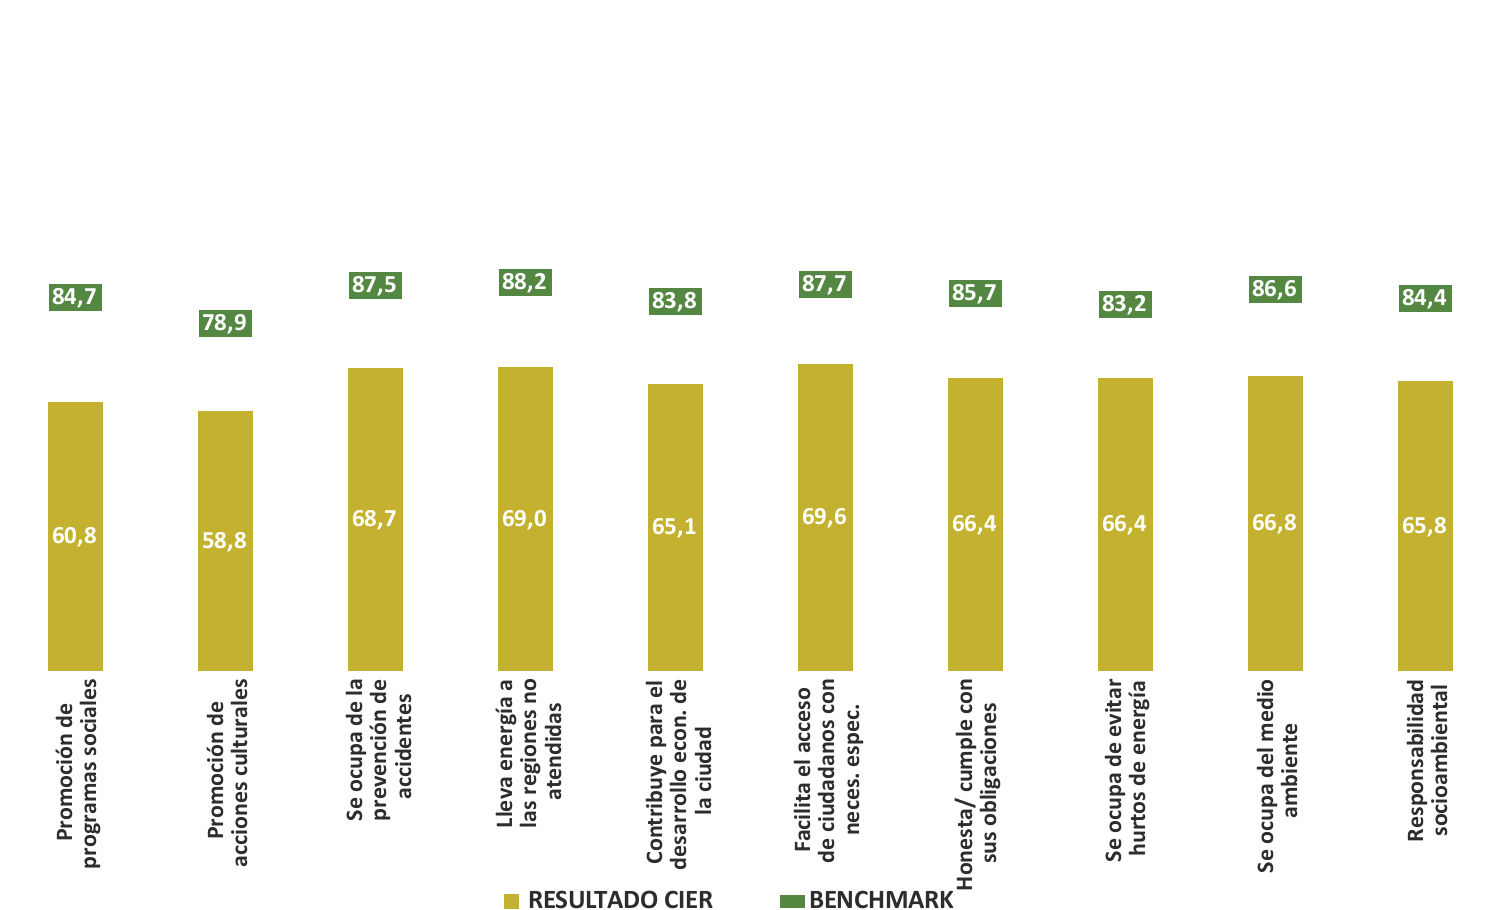 84,7
78,9
87,5
88,2
83,8
87,7
85,7
83,2
86,6
84,4
60,8
58,8
68,7
69,0
65,1
69,6
66,4
66,4
66,8
65,8
Promoción de
programas sociales
Promoción de
acciones culturales
Se ocupa de la
prevención de
accidentes
Lleva energía a
las regiones no
atendidas
Contribuye para el
desarrollo econ. de
la ciudad
Facilita el acceso
de ciudadanos con
neces. espec.
Honesta/ cumple con
sus obligaciones
Se ocupa de evitar
hurtos de energía
Se ocupa del medio
ambiente
Responsabilidad
socioambiental
RESULTADO CIER
BENCHMARK